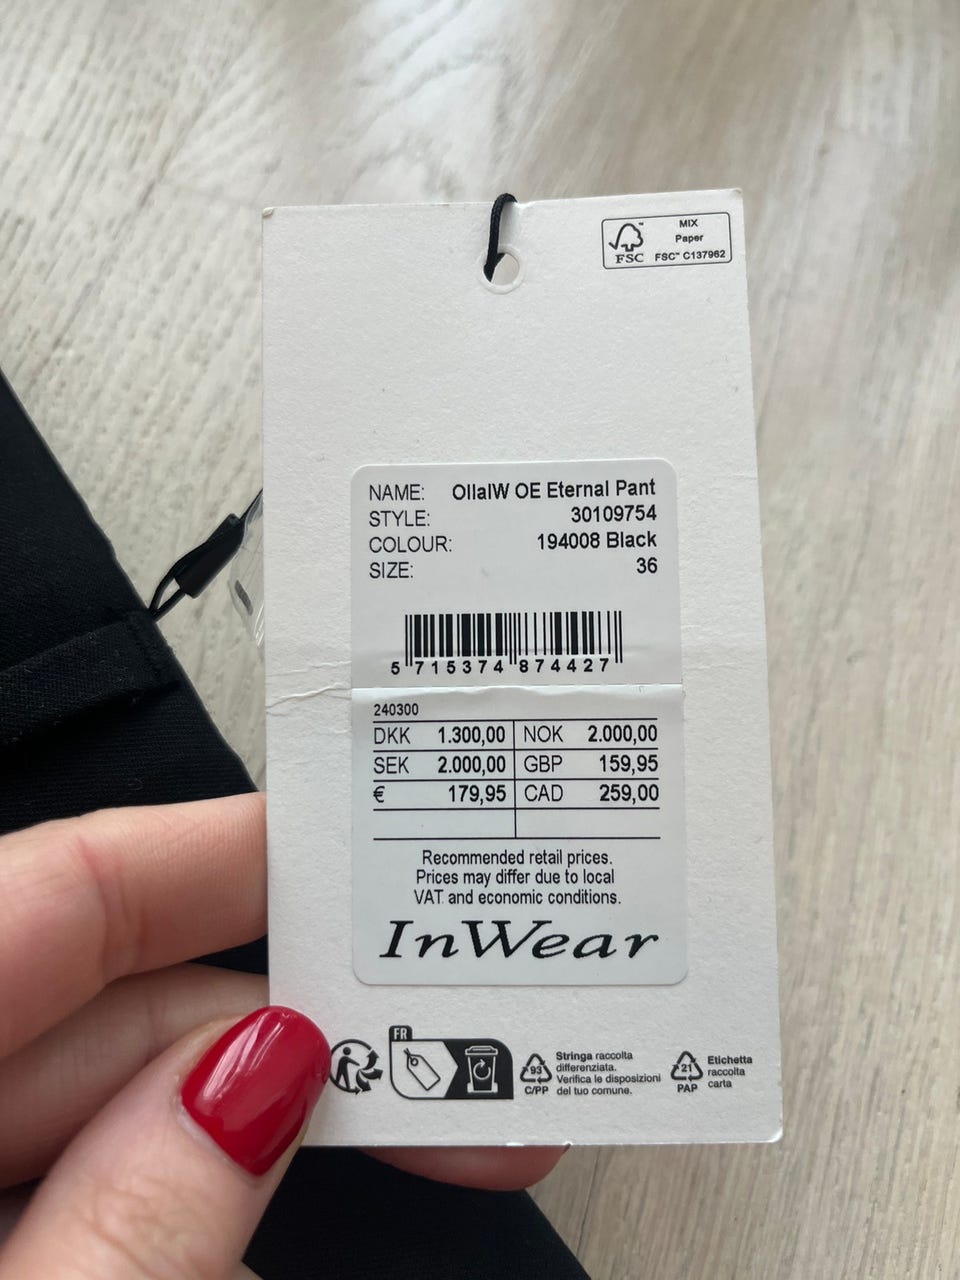 MIX
Paper
FSC™ C137962
FSC
NAME: OllaIW OE Eternal Pant
STYLE: 30109754
COLOUR: 194008 Black
SIZE: 36
5 715374 874427
240300
DKK 1.300,00 NOK 2.000,00
SEK 2.000,00 GBP 159,95
€ 179,95 CAD 259,00
Recommended retail prices.
Prices may differ due to local
VAT and economic conditions.
InWear
FR
93
C/PP
Stringa raccolta
differenziata.
Verifica le disposizioni
del tuo comune.
21
PAP
Etichetta
raccolta
carta